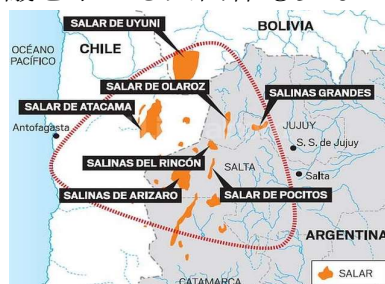 SALAR DE UYUNI
BOLIVIA
OCÉANO
PACÍFICO
CHILE
SALAR DE OLAROZ
SALINAS GRANDES
SALAR DE ATACAMA
Antofagasta
JUJUY
S. S. de Jujuy
SALINAS DEL RINCÓN
SALTA
Salta
SALINAS DE ARIZARO
SALAR DE POCITOS
ARGENTINA
SALAR
CATAMARCA